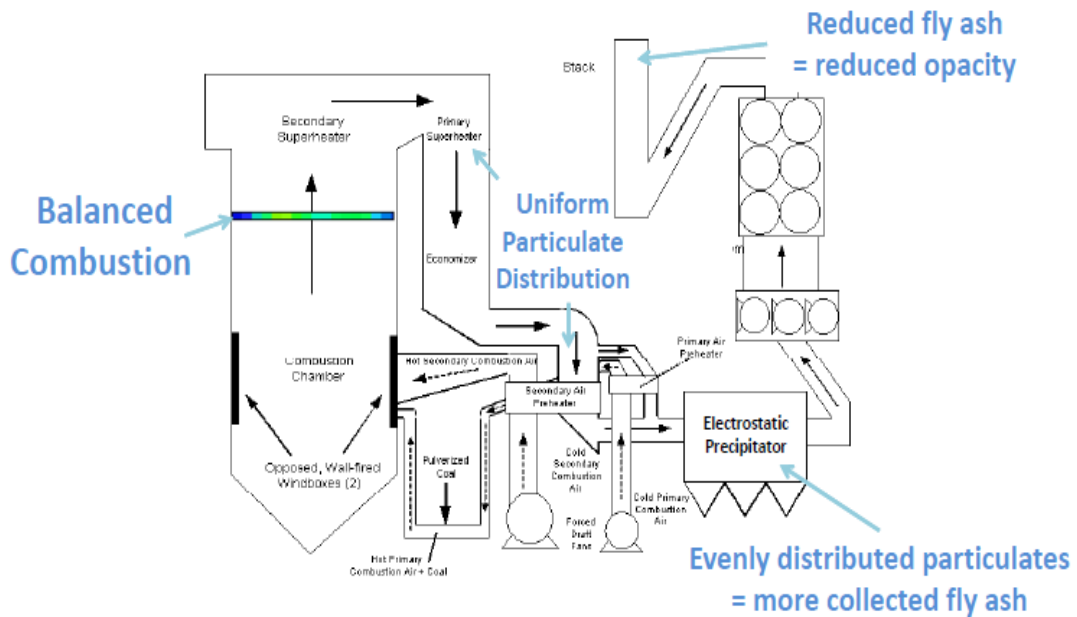 Reduced fly ash
= reduced opacity
Stack
Secondary
Superheater
Primary
Superheater
Balanced
Combustion
Uniform
Particulate
Distribution
Economizer
Combustion
Chamber
Hot Secondary Combustion Air
Primary Air
Preheater
Secondary Air
Preheater
Electrostatic
Precipitator
Opposed, Wall-fired
Windboxes (2)
Pulverized
Coal
Cold
Secondary
Combustion
Air
Cold Primary
Combustion
Air
Forced
Draft
Fans
Hot Primary
Combustion Air + Coal
Evenly distributed particulates
= more collected fly ash